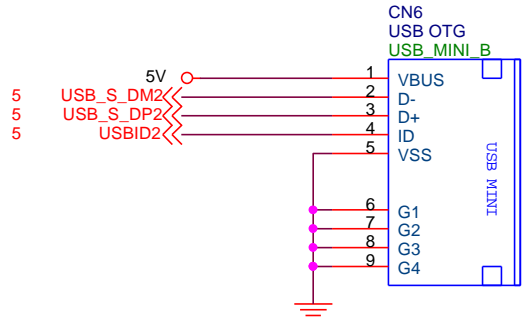 CN6
USB OTG
USB_MINI_B
5V 1 VBUS
5 USB_S_DM2 2 D-
5 USB_S_DP2 3 D+
5 USBID2 4 ID
5 VSS
USB MINI
6 G1
7 G2
8 G3
9 G4